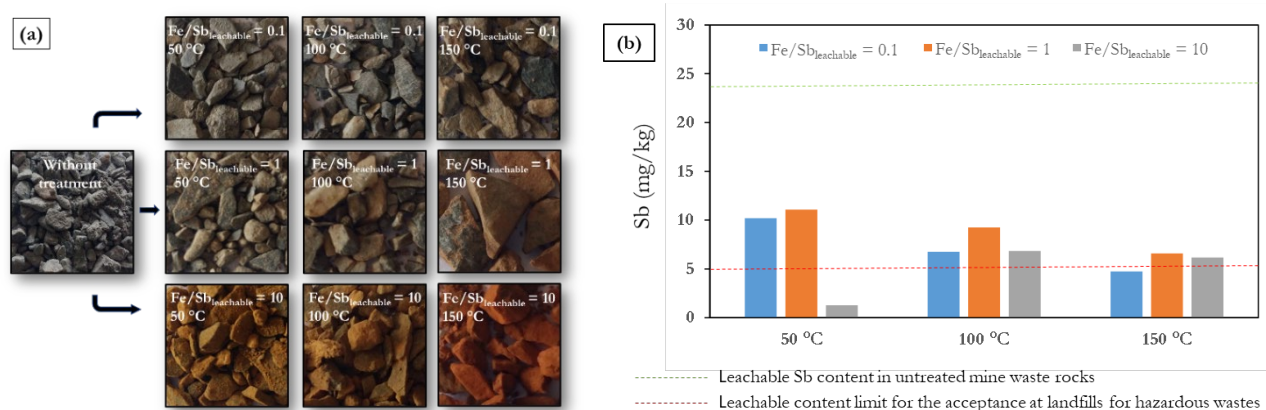 (a)
Without
treatment
Fe/Sbleachable = 0.1
50 °C
Fe/Sbleachable = 0.1
100 °C
Fe/Sbleachable = 0.1
150 °C
Fe/Sbleachable = 1
50 °C
Fe/Sbleachable = 1
100 °C
Fe/Sbleachable = 1
150 °C
Fe/Sbleachable = 10
50 °C
Fe/Sbleachable = 10
100 °C
Fe/Sbleachable = 10
150 °C
(b)
Sb (mg/kg)
30
25
20
15
10
5
0
Fe/Sbleachable = 0.1
Fe/Sbleachable = 1
Fe/Sbleachable = 10
50 °C
100 °C
150 °C
Leachable Sb content in untreated mine waste rocks
Leachable content limit for the acceptance at landfills for hazardous wastes